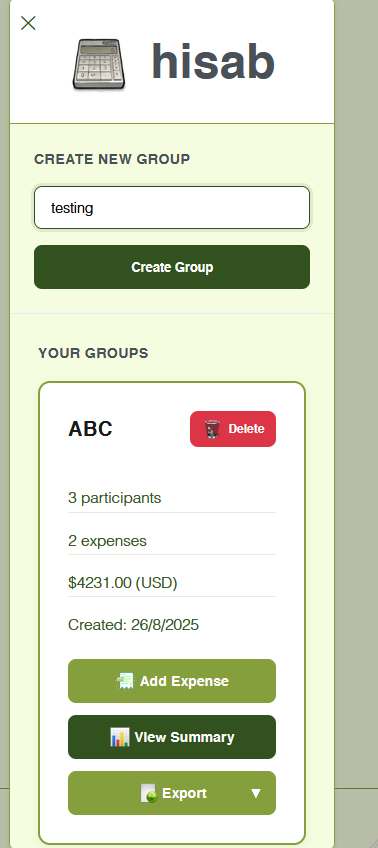 hisab
CREATE NEW GROUP
testing
Create Group
YOUR GROUPS
ABC
Delete
3 participants
2 expenses
$4231.00 (USD)
Created: 26/8/2025
Add Expense
View Summary
Export ▼